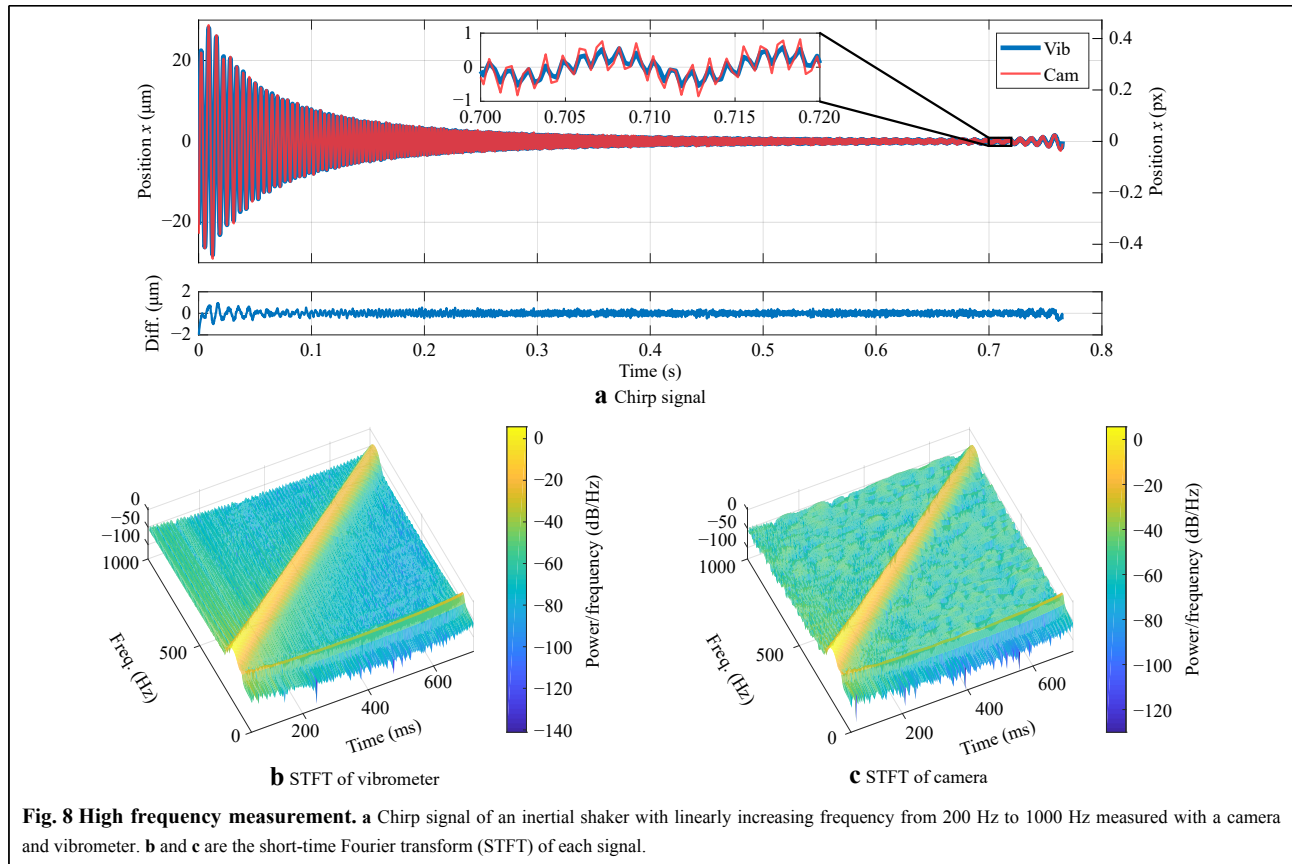 20
0
−20
Position x (μm)
1
0
−1
0.700 0.705 0.710 0.715 0.720
Vib
Cam
0.4
0.2
0
−0.2
−0.4
Position x (px)
2
0
−2
Diff. (μm)
0 0.1 0.2 0.3 0.4 0.5 0.6 0.7 0.8
Time (s)
a Chirp signal
0
−50
−100
1000
500
0
Freq. (Hz)
200 400 600
Time (ms)
0
−20
−40
−60
−80
−100
−120
−140
Power/frequency (dB/Hz)
b STFT of vibrometer
0
−50
−100
1000
500
0
Freq. (Hz)
200 400 600
Time (ms)
0
−20
−40
−60
−80
−100
−120
Power/frequency (dB/Hz)
c STFT of camera
Fig. 8 High frequency measurement. a Chirp signal of an inertial shaker with linearly increasing frequency from 200 Hz to 1000 Hz measured with a camera
and vibrometer. b and c are the short-time Fourier transform (STFT) of each signal.